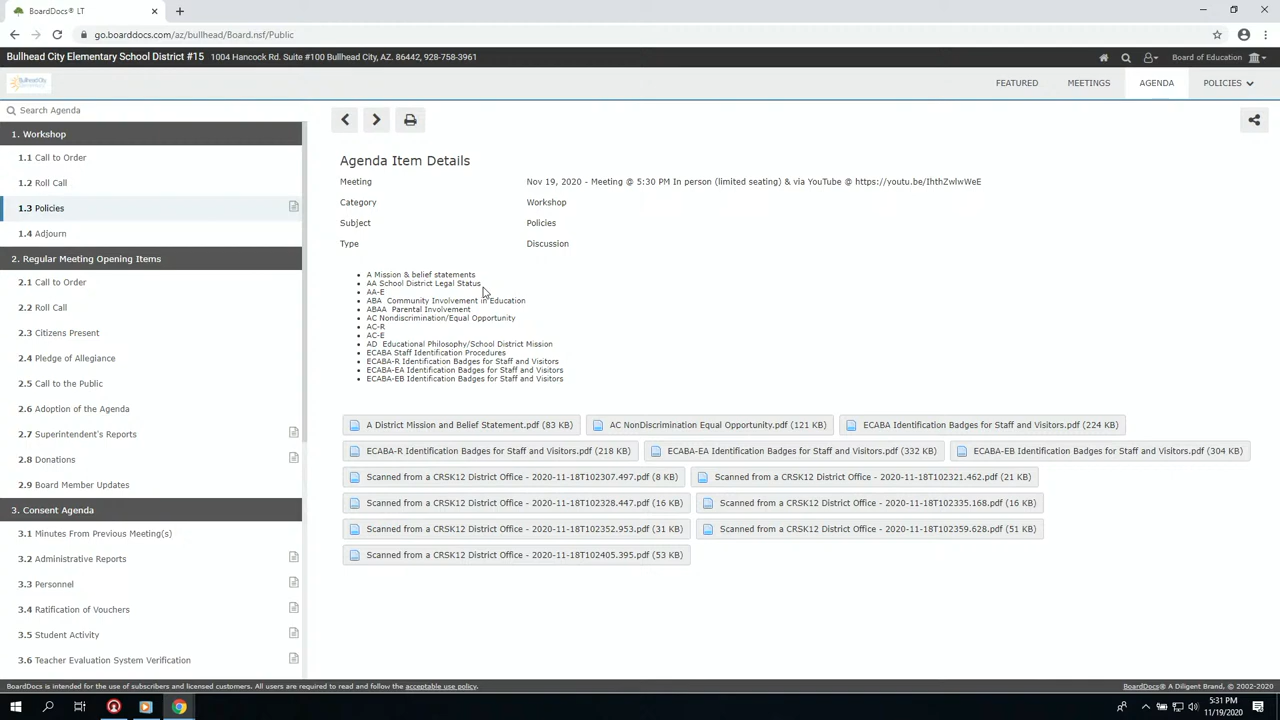 BoardDocs® LT
go.boarddocs.com/az/bullhead/Board.nsf/Public
Bullhead City Elementary School District #15 1004 Hancock Rd. Suite #100 Bullhead City, AZ. 86442, 928-758-3961
Board of Education
BullheadCity
FEATURED MEETINGS AGENDA POLICIES
Search Agenda
1. Workshop
1.1 Call to Order
1.2 Roll Call
1.3 Policies
1.4 Adjourn
2. Regular Meeting Opening Items
2.1 Call to Order
2.2 Roll Call
2.3 Citizens Present
2.4 Pledge of Allegiance
2.5 Call to the Public
2.6 Adoption of the Agenda
2.7 Superintendent's Reports
2.8 Donations
2.9 Board Member Updates
3. Consent Agenda
3.1 Minutes From Previous Meeting(s)
3.2 Administrative Reports
3.3 Personnel
3.4 Ratification of Vouchers
3.5 Student Activity
3.6 Teacher Evaluation System Verification
Agenda Item Details
Meeting Nov 19, 2020 - Meeting @ 5:30 PM In person (limited seating) & via YouTube @ https://youtu.be/IhthZwlwWeE
Category Workshop
Subject Policies
Type Discussion
A Mission & belief statements
AA School District Legal Status
AA-E
ABA Community Involvement in Education
ABAA Parental Involvement
AC Nondiscrimination/Equal Opportunity
AC-R
AC-E
AD Educational Philosophy/School District Mission
ECABA Staff Identification Procedures
ECABA-R Identification Badges for Staff and Visitors
ECABA-EA Identification Badges for Staff and Visitors
ECABA-EB Identification Badges for Staff and Visitors
A District Mission and Belief Statement.pdf (83 KB) AC NonDiscrimination Equal Opportunity.pdf (121 KB) ECABA Identification Badges for Staff and Visitors.pdf (224 KB)
ECABA-R Identification Badges for Staff and Visitors.pdf (218 KB) ECABA-EA Identification Badges for Staff and Visitors.pdf (332 KB) ECABA-EB Identification Badges for Staff and Visitors.pdf (304 KB)
Scanned from a CRSK12 District Office - 2020-11-18T102307.497.pdf (8 KB) Scanned from a CRSK12 District Office - 2020-11-18T102321.462.pdf (21 KB)
Scanned from a CRSK12 District Office - 2020-11-18T102328.447.pdf (16 KB) Scanned from a CRSK12 District Office - 2020-11-18T102335.168.pdf (16 KB)
Scanned from a CRSK12 District Office - 2020-11-18T102352.953.pdf (31 KB) Scanned from a CRSK12 District Office - 2020-11-18T102359.628.pdf (51 KB)
Scanned from a CRSK12 District Office - 2020-11-18T102405.395.pdf (53 KB)
BoardDocs is intended for the use of subscribers and licensed customers. All users are required to read and follow the acceptable use policy. BoardDocs® A Diligent Brand, © 2002-2020
5:31 PM
11/19/2020